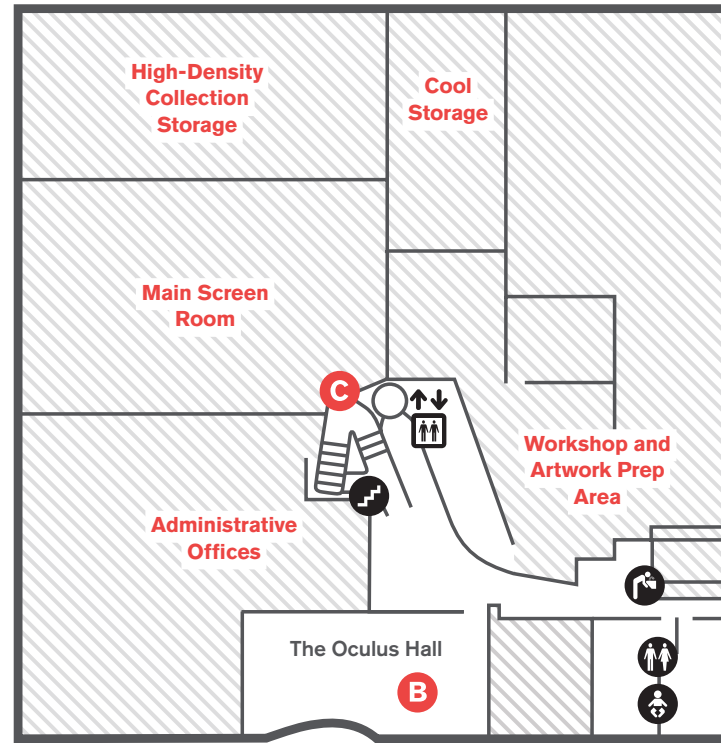 High-Density
Collection
Storage
Cool
Storage
Main Screen
Room
C
Workshop and
Artwork Prep
Area
Administrative
Offices
The Oculus Hall
B